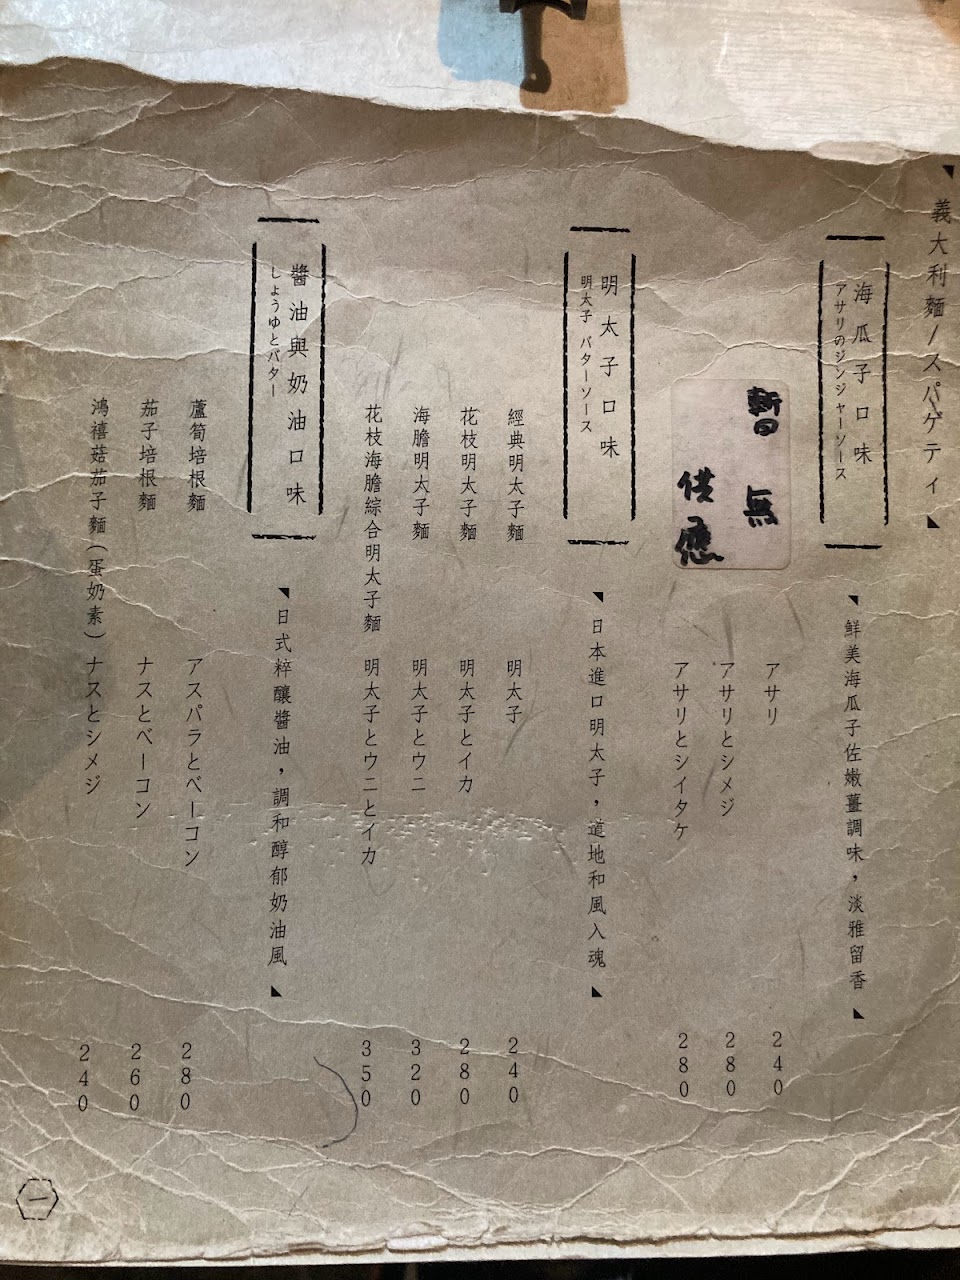 義大利麵/スパゲティ
海瓜子口味
アサリのジンジャーソース
鮮美海瓜子佐嫩薑調味，淡雅留香
暫無
供應
アサリ 240
アサリとシメジ 280
アサリとシイタケ 280
明太子口味
明太子 バターソース
日本進口明太子，道地和風入魂
經典明太子麵 明太子 240
花枝明太子麵 明太子とイカ 280
海膽明太子麵 明太子とウニ 320
花枝海膽綜合明太子麵 明太子とウニとイカ 350
醬油與奶油口味
しょうゆとバター
日式粹釀醬油，調和醇郁奶油風
蘆筍培根麵 アスパラとベーコン 280
茄子培根麵 ナスとベーコン 260
鴻禧菇茄子麵（蛋奶素） ナスとシメジ 240
一